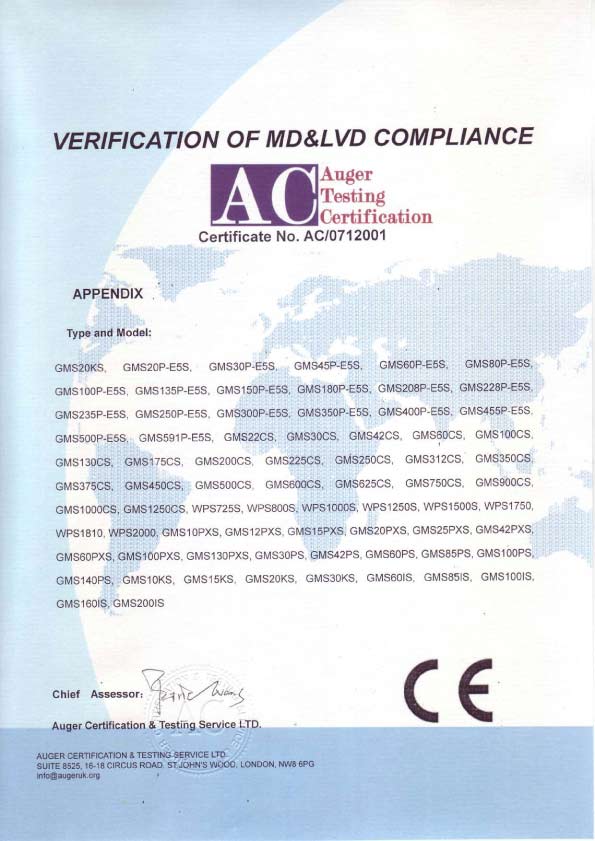 VERIFICATION OF MD&LVD COMPLIANCE
AC
Auger
Testing
Certification
Certificate No. AC/0712001
APPENDIX
Type and Model:
GMS20KS, GMS20P-E5S, GMS30P-E5S, GMS45P-E5S, GMS60P-E5S, GMS80P-E5S,
GMS100P-E5S, GMS135P-E5S, GMS150P-E5S, GMS180P-E5S, GMS208P-E5S, GMS228P-E5S,
GMS235P-E5S, GMS250P-E5S, GMS300P-E5S, GMS350P-E5S, GMS400P-E5S, GMS455P-E5S,
GMS500P-E5S, GMS591P-E5S, GMS22CS, GMS30CS, GMS42CS, GMS60CS, GMS100CS,
GMS130CS, GMS175CS, GMS200CS, GMS225CS, GMS250CS, GMS312CS, GMS350CS,
GMS375CS, GMS450CS, GMS500CS, GMS600CS, GMS625CS, GMS750CS, GMS900CS,
GMS1000CS, GMS1250CS, WPS725S, WPS800S, WPS1000S, WPS1250S, WPS1500S, WPS1750,
WPS1810, WPS2000, GMS10PXS, GMS12PXS, GMS15PXS, GMS20PXS, GMS25PXS, GMS42PXS,
GMS60PXS, GMS100PXS, GMS130PXS, GMS30PS, GMS42PS, GMS60PS, GMS85PS, GMS100PS,
GMS140PS, GMS10KS, GMS15KS, GMS20KS, GMS30KS, GMS60IS, GMS85IS, GMS100IS,
GMS160IS, GMS200IS
Chief Assessor:
CE
Auger Certification & Testing Service LTD.
AUGER CERTIFICATION & TESTING SERVICE LTD
SUITE 8525, 16-18 CIRCUS ROAD, ST JOHN'S WOOD, LONDON, NW8 6PG
info@augeruk.org